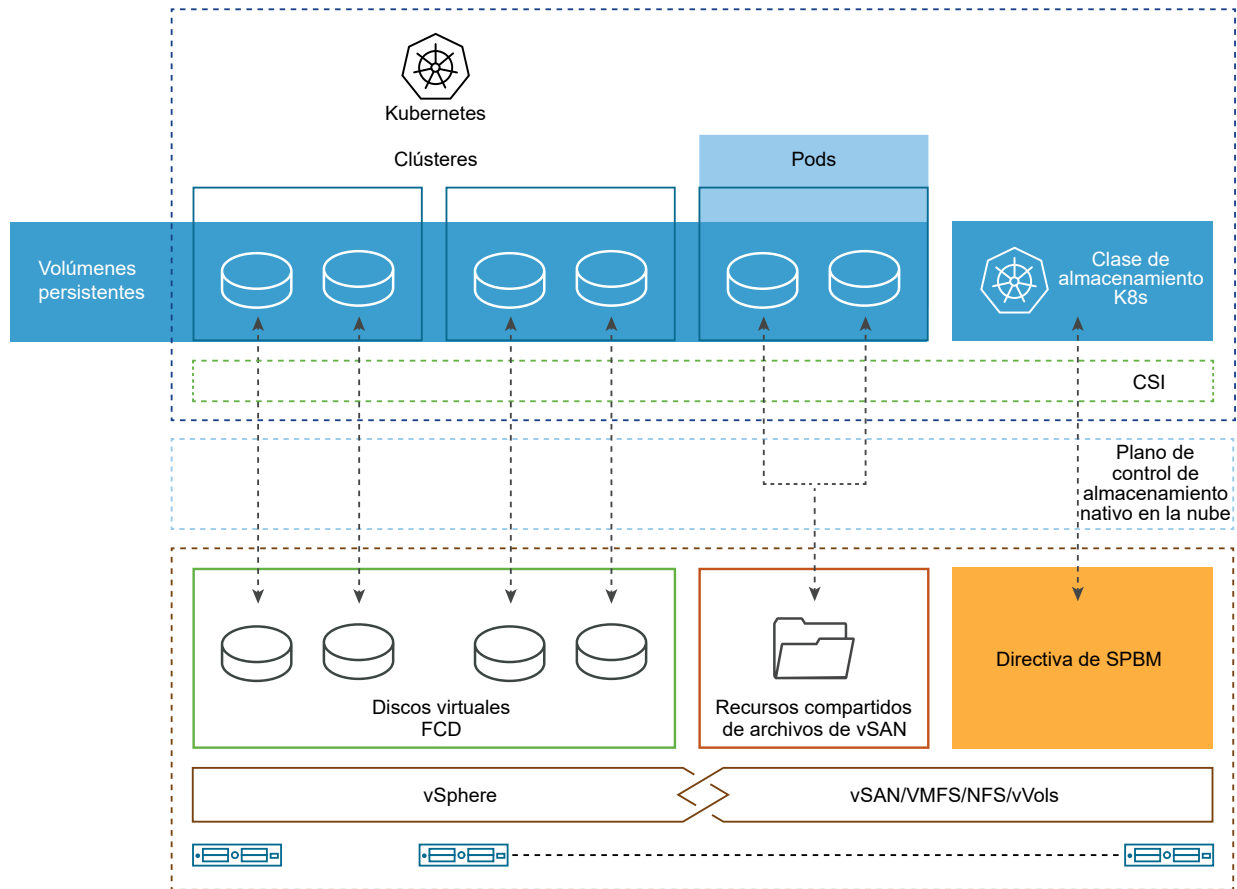 Kubernetes
Clústeres
Pods
Volúmenes
persistentes
Clase de
almacenamiento
K8s
CSI
Plano de
control de
almacenamiento
nativo en la nube
Discos virtuales
FCD
Recursos compartidos
de archivos de vSAN
Directiva de SPBM
vSphere
vSAN/VMFS/NFS/vVols